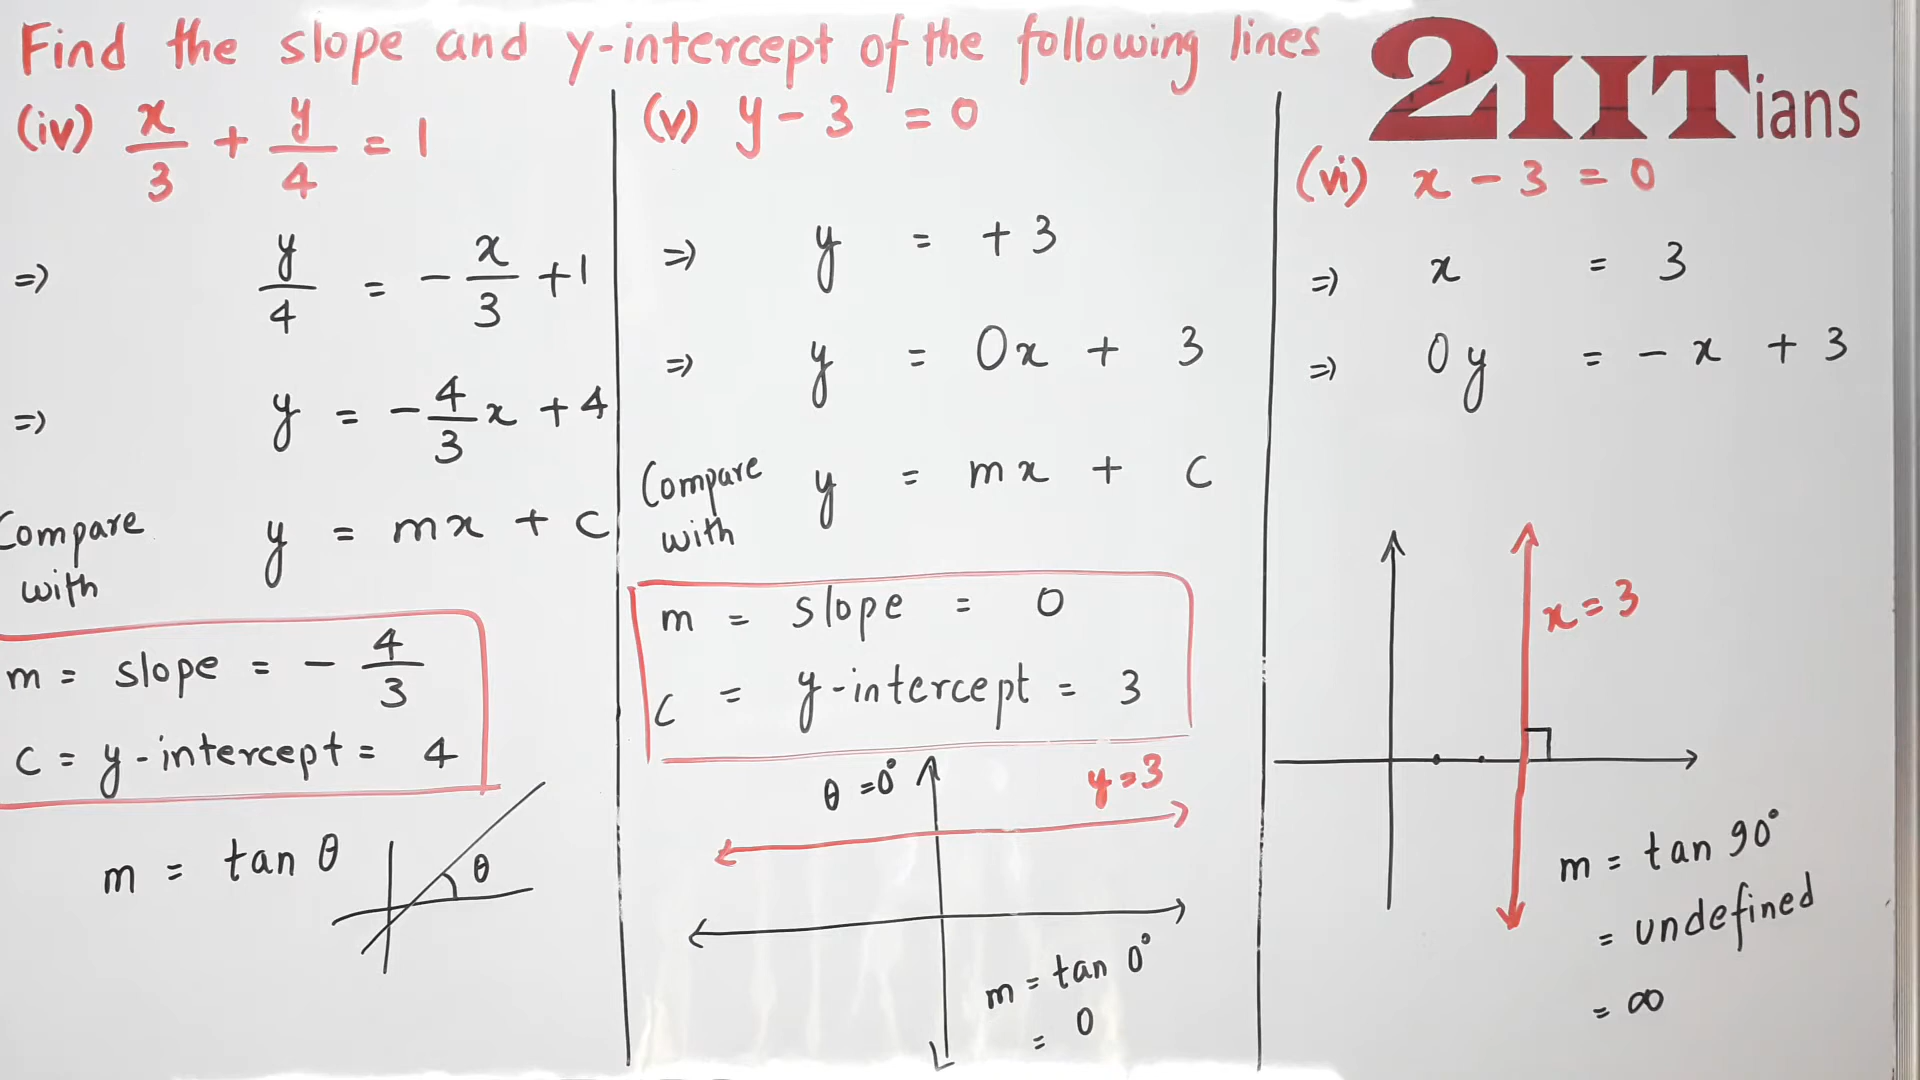 Find the slope and y-intercept of the following lines
2IITians
(iv) x/3 + y/4 = 1
=> y/4 = - x/3 + 1
=> y = - 4/3 x + 4
Compare with y = mx + c
m = slope = - 4/3
c = y-intercept = 4
m = tan θ
θ
(v) y - 3 = 0
=> y = + 3
=> y = 0x + 3
Compare with y = mx + c
m = slope = 0
c = y-intercept = 3
θ = 0°
y = 3
m = tan 0°
= 0
(vi) x - 3 = 0
=> x = 3
=> 0y = - x + 3
x = 3
m = tan 90°
= undefined
= ∞